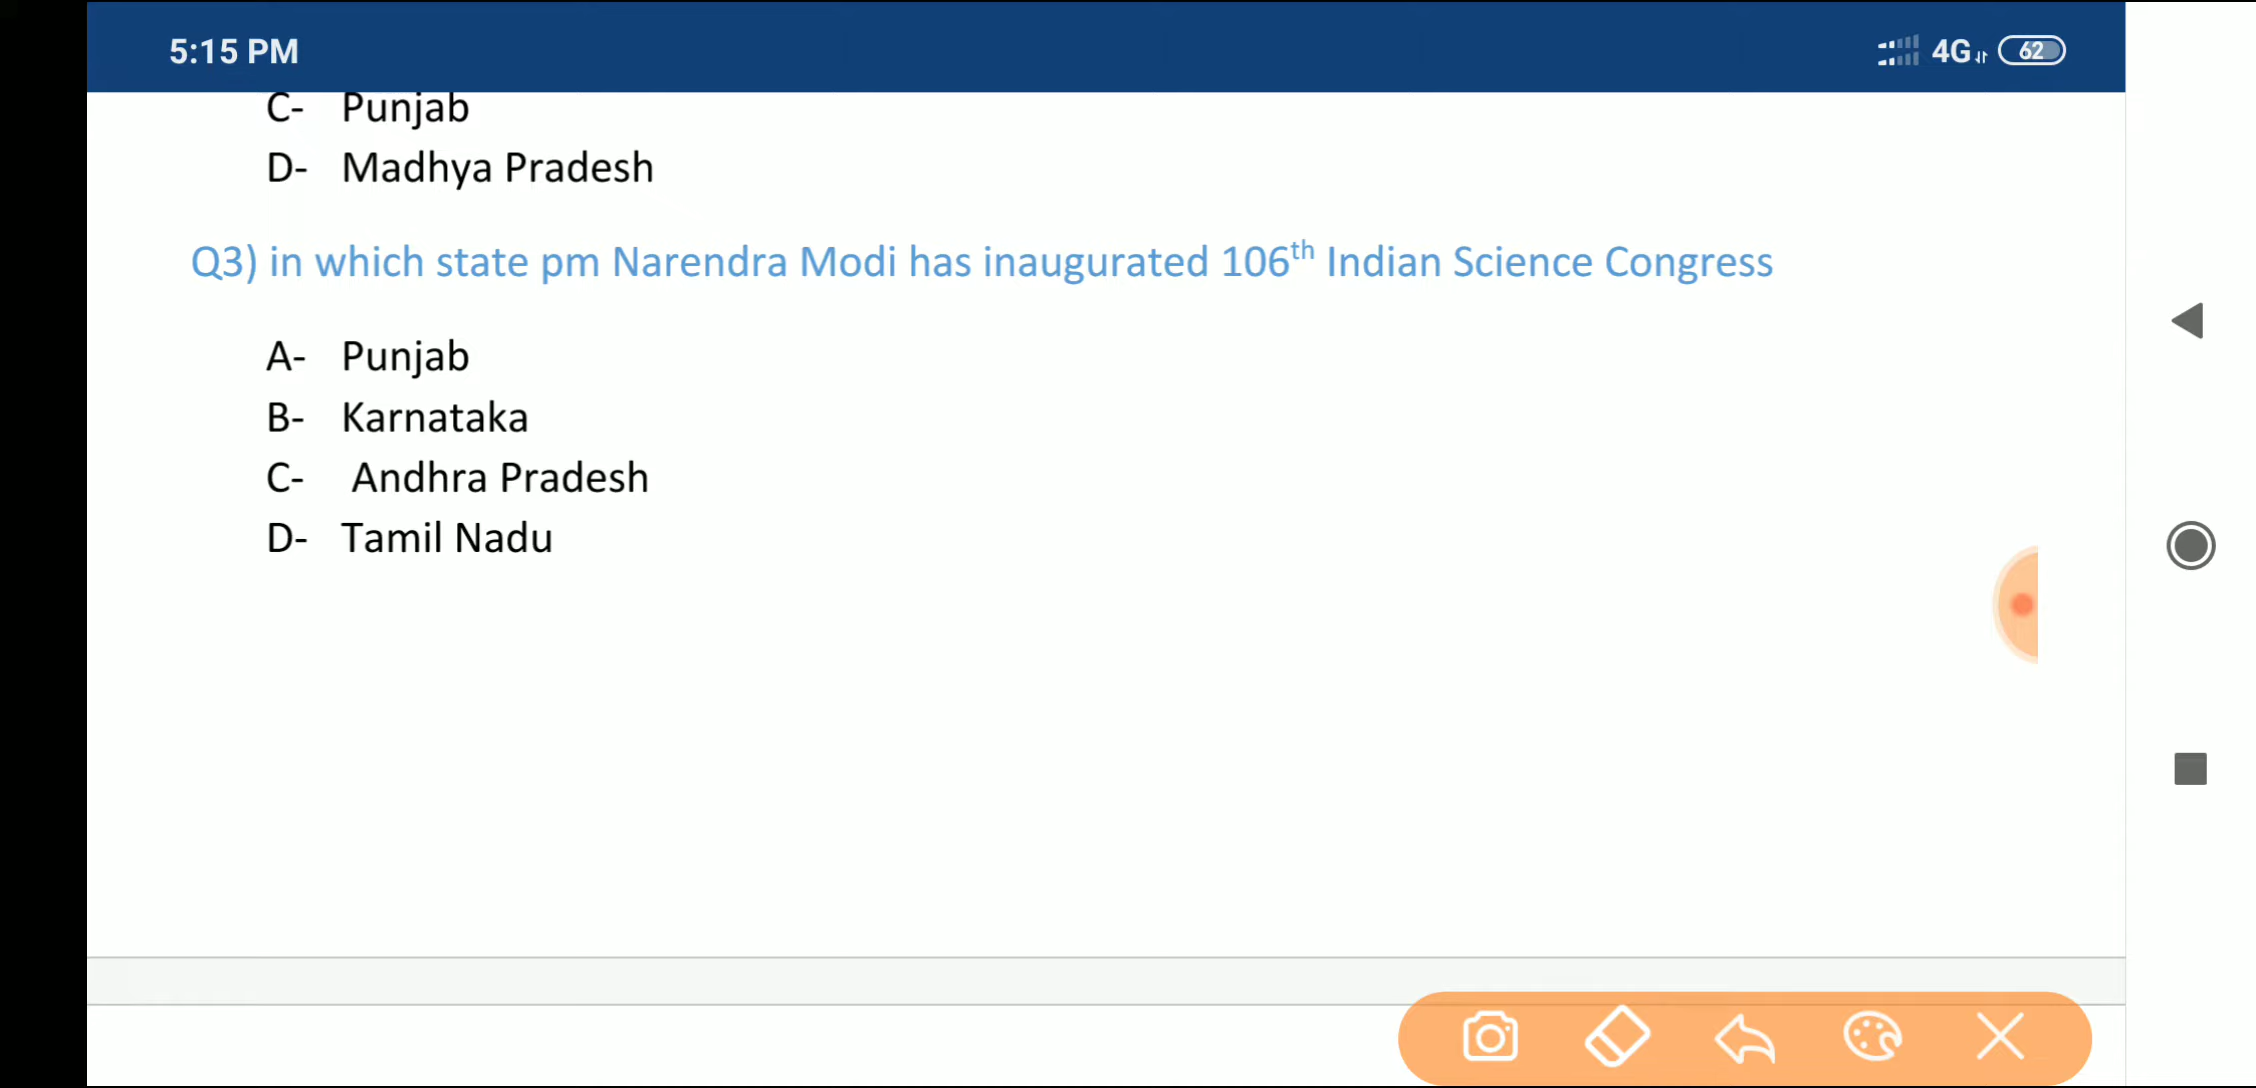 5:15 PM 4G 62
C- Punjab
D- Madhya Pradesh
Q3) in which state pm Narendra Modi has inaugurated 106th Indian Science Congress
A- Punjab
B- Karnataka
C- Andhra Pradesh
D- Tamil Nadu